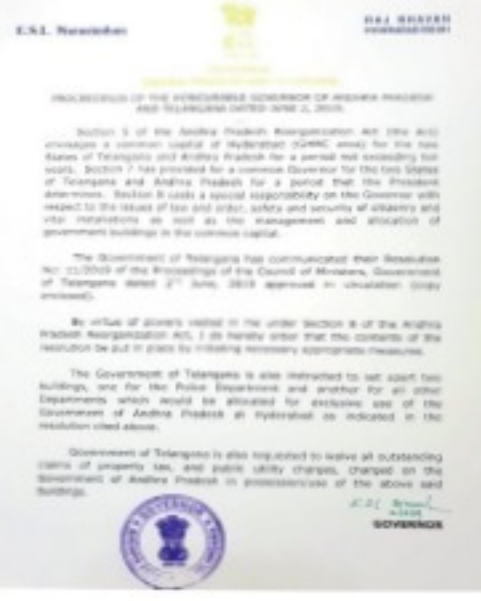 E.S.L. Narasimhan
RAJ BHAVAN
PROCEEDINGS OF THE HONOURABLE GOVERNOR OF ANDHRA PRADESH
AND TELANGANA DATED JUNE 2, 2019.
Section 5 of the Andhra Pradesh Reorganization Act (the Act)
envisages a common capital of Hyderabad (GHMC area) for the two
States of Telangana and Andhra Pradesh for a period not exceeding ten
years. Section 7 has provided for a common Governor for the two States
of Telangana and Andhra Pradesh for a period that the President
determines. Section 8 casts a special responsibility on the Governor with
respect to the issues of law and order, safety and security of citizenry and
vital installations as well as the management and allocation of
government buildings in the common capital.
The Government of Telangana has communicated their Resolution
No: 11/2019 of the Proceedings of the Council of Ministers, Government
of Telangana dated 2nd June, 2019 approved in circulation (copy
enclosed).
By virtue of powers vested in me under Section 8 of the Andhra
Pradesh Reorganization Act, I do hereby order that the contents of the
resolution be put in place by initiating necessary appropriate measures.
The Government of Telangana is also instructed to set apart two
buildings, one for the Police Department and another for all other
Departments which would be allocated for exclusive use of the
Government of Andhra Pradesh at Hyderabad as indicated in the
resolution cited above.
Government of Telangana is also requested to waive all outstanding
claims of property tax, and public utility charges, charged on the
Government of Andhra Pradesh in possession/use of the above said
buildings.
GOVERNOR
GOVERNOR